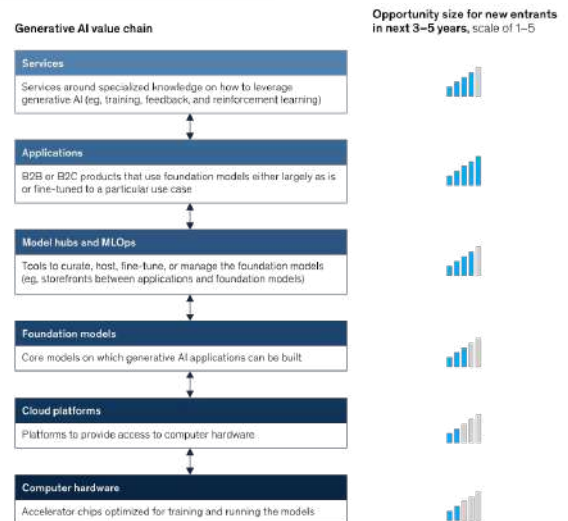 Generative AI value chain
Opportunity size for new entrants
in next 3–5 years, scale of 1–5
Services
Services around specialized knowledge on how to leverage
generative AI (eg, training, feedback, and reinforcement learning)
Applications
B2B or B2C products that use foundation models either largely as is
or fine-tuned to a particular use case
Model hubs and MLOps
Tools to curate, host, fine-tune, or manage the foundation models
(eg, storefronts between applications and foundation models)
Foundation models
Core models on which generative AI applications can be built
Cloud platforms
Platforms to provide access to computer hardware
Computer hardware
Accelerator chips optimized for training and running the models